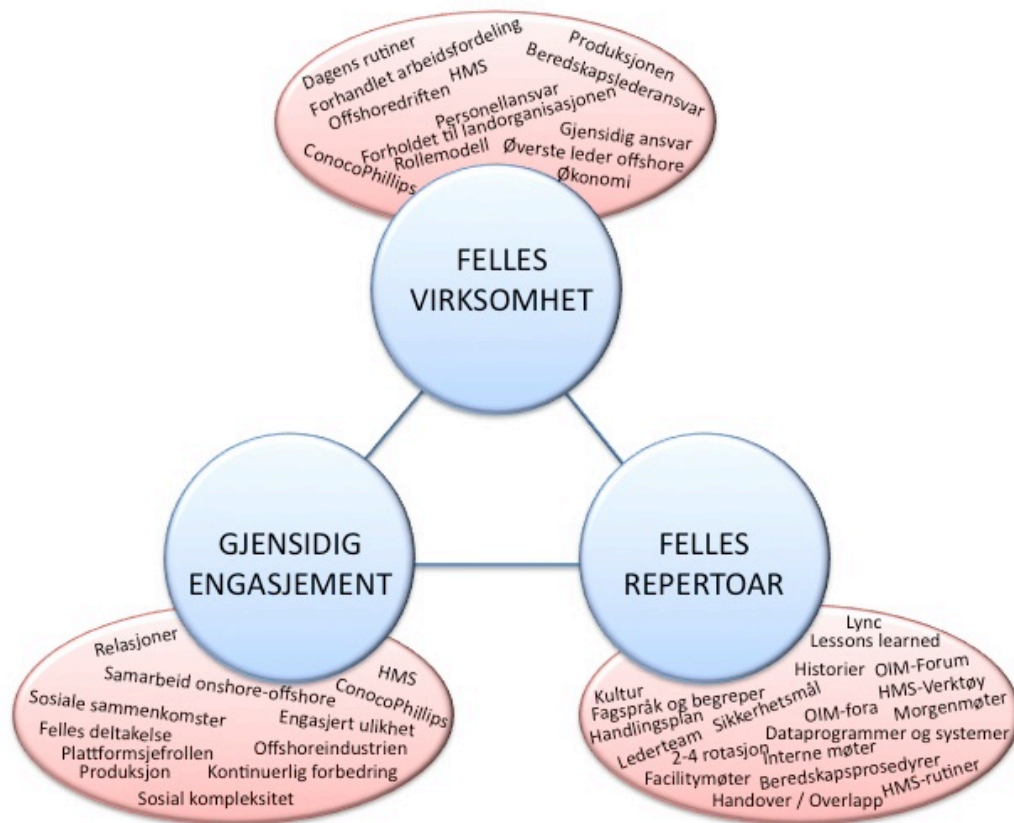 Dagens rutiner
Forhandlet arbeidsfordeling
Produksjonen
Beredskapslederansvar
HMS
Offshoredriften
Personellansvar
Forholdet til landorganisasjonen
Gjensidig ansvar
ConocoPhillips
Rollemodell
Øverste leder offshore
Økonomi
FELLES
VIRKSOMHET
GJENSIDIG
ENGASJEMENT
FELLES
REPERTOAR
Relasjoner
HMS
Samarbeid onshore-offshore
ConocoPhillips
Sosiale sammenkomster
Engasjert ulikhet
Felles deltakelse
Plattformsjefrollen
Offshoreindustrien
Produksjon
Kontinuerlig forbedring
Sosial kompleksitet
Lync
Lessons learned
Historier
OIM-Forum
Kultur
Fagspråk og begreper
HMS-Verktøy
Handlingsplan
Sikkerhetsmål
OIM-fora
Morgenmøter
Lederteam
Dataprogrammer og systemer
2-4 rotasjon
Interne møter
Facilitymøter
Beredskapsprosedyrer
HMS-rutiner
Handover / Overlapp